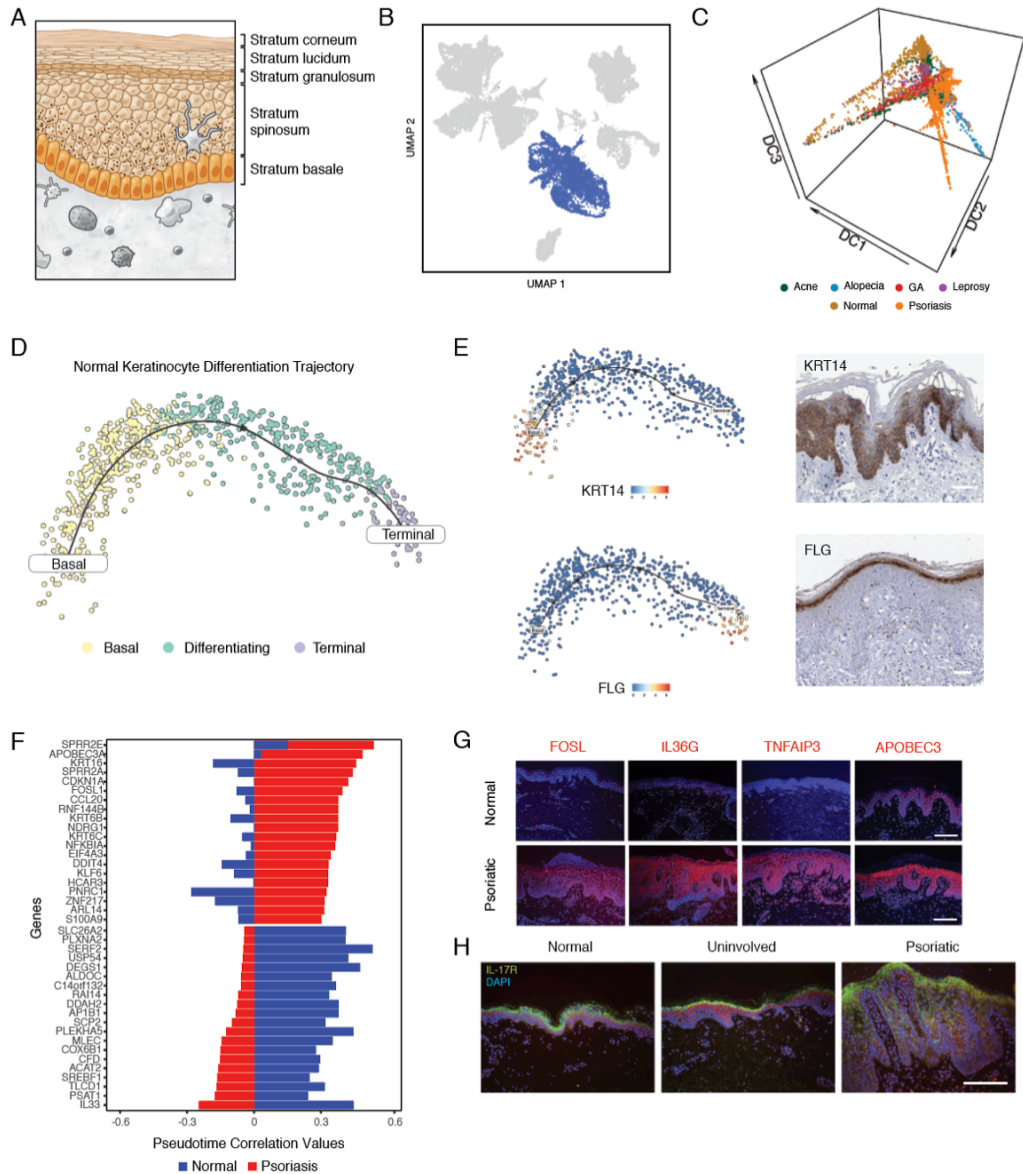 A
Stratum corneum
Stratum lucidum
Stratum granulosum
Stratum
spinosum
Stratum basale
B
UMAP 2
UMAP 1
C
DC3
DC1
DC2
Acne Alopecia GA Leprosy
Normal Psoriasis
D
Normal Keratinocyte Differentiation Trajectory
Basal
Terminal
Basal Differentiating Terminal
E
KRT14
Basal
Terminal
KRT14
FLG
Basal
Terminal
FLG
F
Genes
SPRR2E
APOBEC3A
KRT16
SPRR2A
CDKN1A
FOSL1
CCL20
RNF144B
KRT6B
NDRG1
KRT6C
NFKBIA
EIF4A3
DDIT4
KLF6
HCAR3
PNRC1
ZNF217
ARL14
S100A9
SLC26A2
PLXNA2
SERF2
USP54
DEGS1
ALDOC
C14orf132
RAI14
DDAH2
AP1B1
SCP2
PLEKHA5
MLEC
COX6B1
CFD
ACAT2
SREBF1
TLCD1
PSAT1
IL33
-0.6 -0.3 0 0.3 0.6
Pseudotime Correlation Values
Normal Psoriasis
G
FOSL IL36G TNFAIP3 APOBEC3
Normal
Psoriatic
H
Normal Uninvolved Psoriatic
IL-17R
DAPI